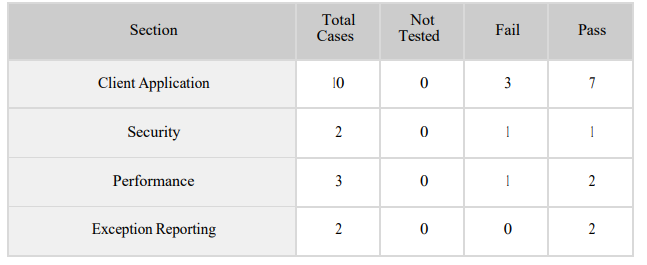 Section Total Cases Not Tested Fail Pass
Client Application 10 0 3 7
Security 2 0 1 1
Performance 3 0 1 2
Exception Reporting 2 0 0 2